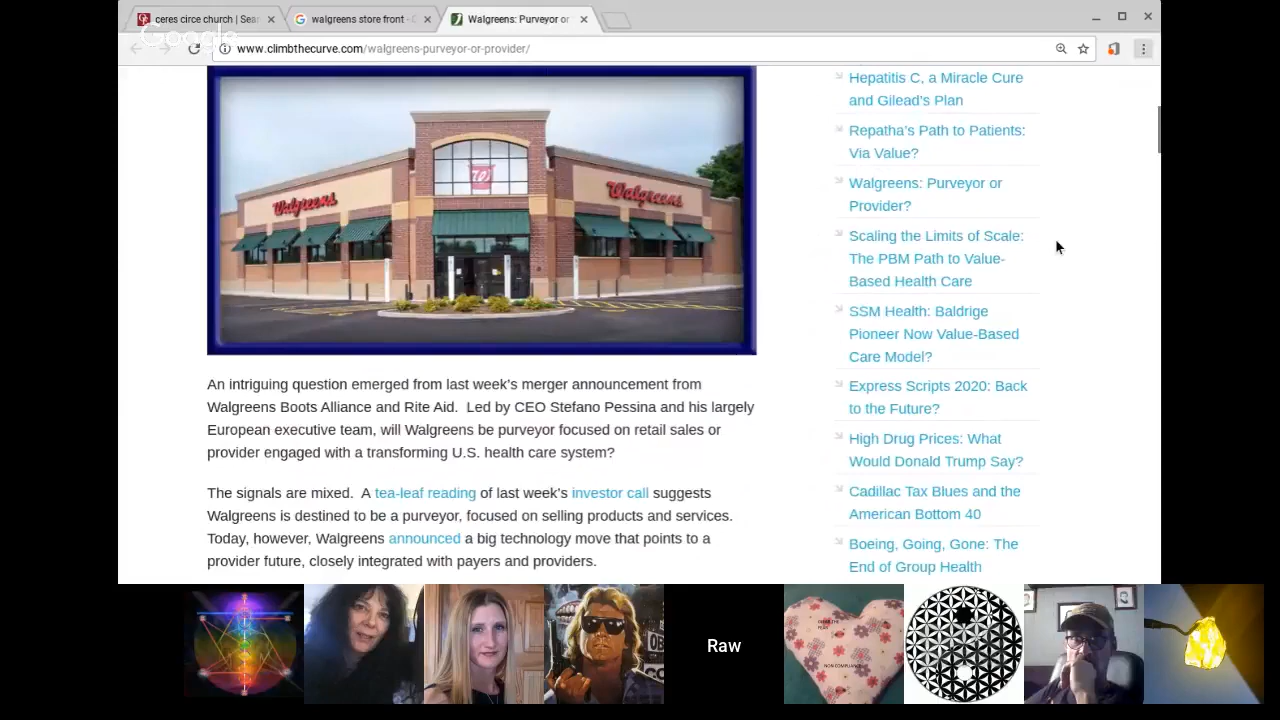 ceres circe church | Sea
walgreens store front - G
Walgreens: Purveyor or
Google
www.climbthecurve.com/walgreens-purveyor-or-provider/
Walgreens
W
Walgreens
An intriguing question emerged from last week's merger announcement from
Walgreens Boots Alliance and Rite Aid.  Led by CEO Stefano Pessina and his largely
European executive team, will Walgreens be purveyor focused on retail sales or
provider engaged with a transforming U.S. health care system?
The signals are mixed.  A tea-leaf reading of last week's investor call suggests
Walgreens is destined to be a purveyor, focused on selling products and services.
Today, however, Walgreens announced a big technology move that points to a
provider future, closely integrated with payers and providers.
Hepatitis C, a Miracle Cure
and Gilead's Plan
Repatha's Path to Patients:
Via Value?
Walgreens: Purveyor or
Provider?
Scaling the Limits of Scale:
The PBM Path to Value-
Based Health Care
SSM Health: Baldrige
Pioneer Now Value-Based
Care Model?
Express Scripts 2020: Back
to the Future?
High Drug Prices: What
Would Donald Trump Say?
Cadillac Tax Blues and the
American Bottom 40
Boeing, Going, Gone: The
End of Group Health
Raw
NON COMPLIANCE